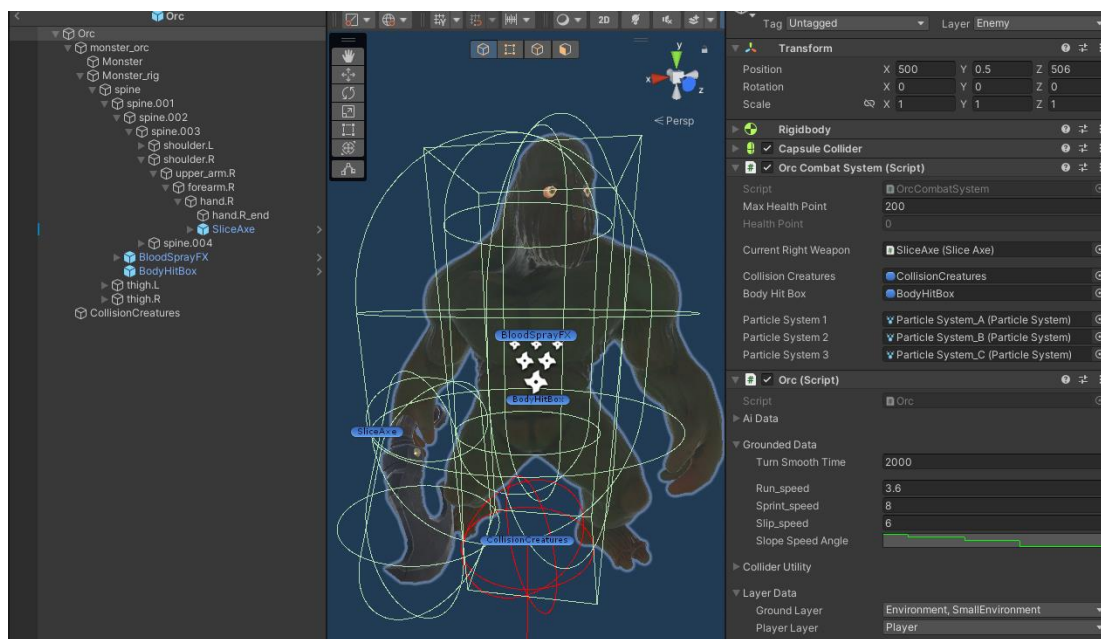 Orc
Orc
monster_orc
Monster
Monster_rig
spine
spine.001
spine.002
spine.003
shoulder.L
shoulder.R
upper_arm.R
forearm.R
hand.R
hand.R_end
SliceAxe
spine.004
BloodSprayFX
BodyHitBox
thigh.L
thigh.R
CollisionCreatures
2D
y
x
z
Persp
BloodSprayFX
BodyHitBox
SliceAxe
CollisionCreatures
Tag Untagged Layer Enemy
Transform
Position X 500 Y 0.5 Z 506
Rotation X 0 Y 0 Z 0
Scale X 1 Y 1 Z 1
Rigidbody
Capsule Collider
# Orc Combat System (Script)
Script # OrcCombatSystem
Max Health Point 200
Health Point 0
Current Right Weapon SliceAxe (Slice Axe)
Collision Creatures CollisionCreatures
Body Hit Box BodyHitBox
Particle System 1 Particle System_A (Particle System)
Particle System 2 Particle System_B (Particle System)
Particle System 3 Particle System_C (Particle System)
# Orc (Script)
Script Orc
Ai Data
Grounded Data
Turn Smooth Time 2000
Run_speed 3.6
Sprint_speed 8
Slip_speed 6
Slope Speed Angle
Collider Utility
Layer Data
Ground Layer Environment, SmallEnvironment
Player Layer Player